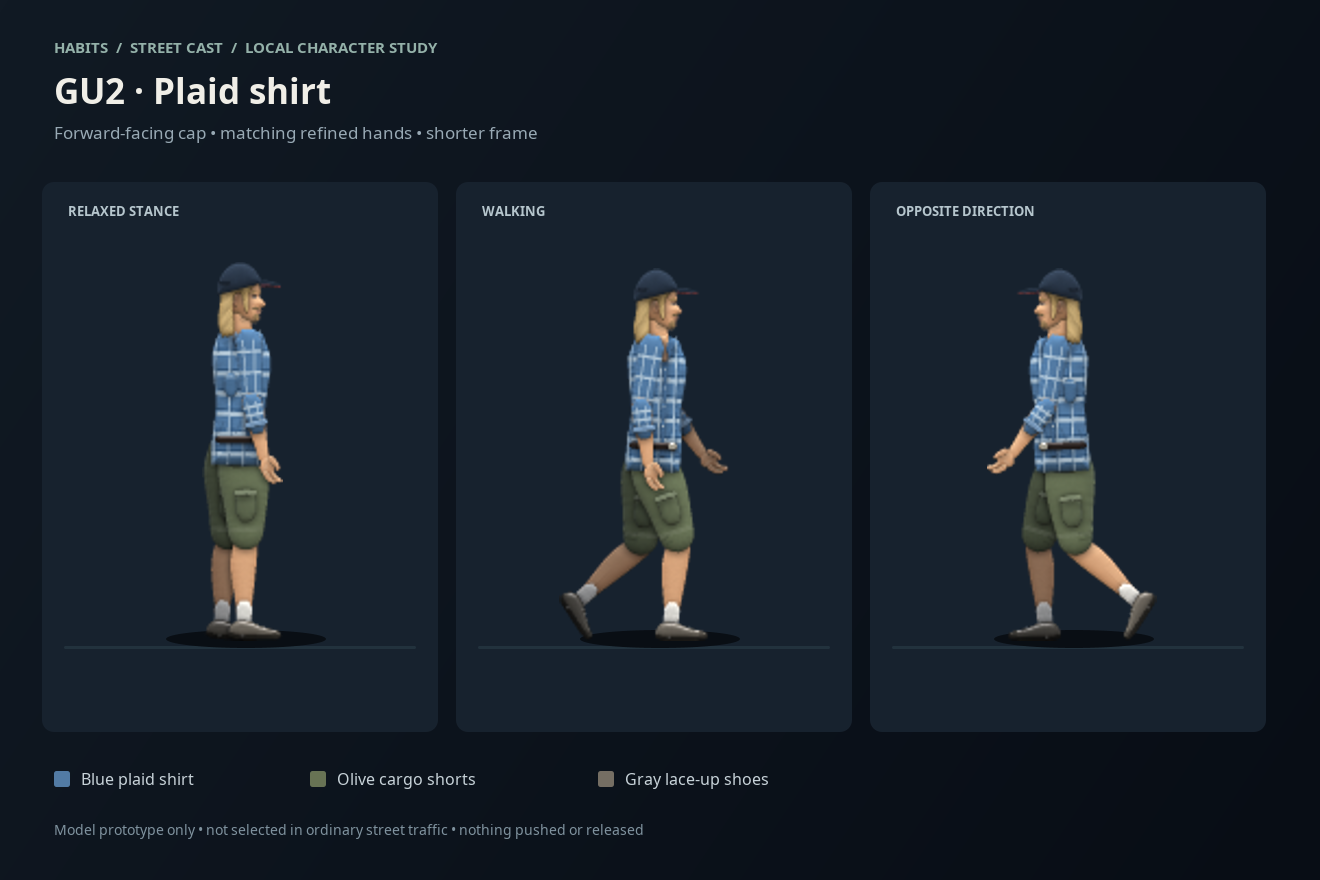 HABITS / STREET CAST / LOCAL CHARACTER STUDY
GU2 · Plaid shirt
Forward-facing cap • matching refined hands • shorter frame
RELAXED STANCE
WALKING
OPPOSITE DIRECTION
Blue plaid shirt
Olive cargo shorts
Gray lace-up shoes
Model prototype only • not selected in ordinary street traffic • nothing pushed or released